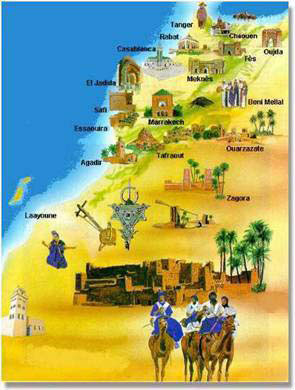 Tanger
Rabat
Chaouen
Casablanca
Fès
Oujda
Meknès
El Jadida
Beni Mellal
Safi
Marrakech
Essaouira
Ouarzazate
Tafraout
Agadir
Zagora
Laayoune